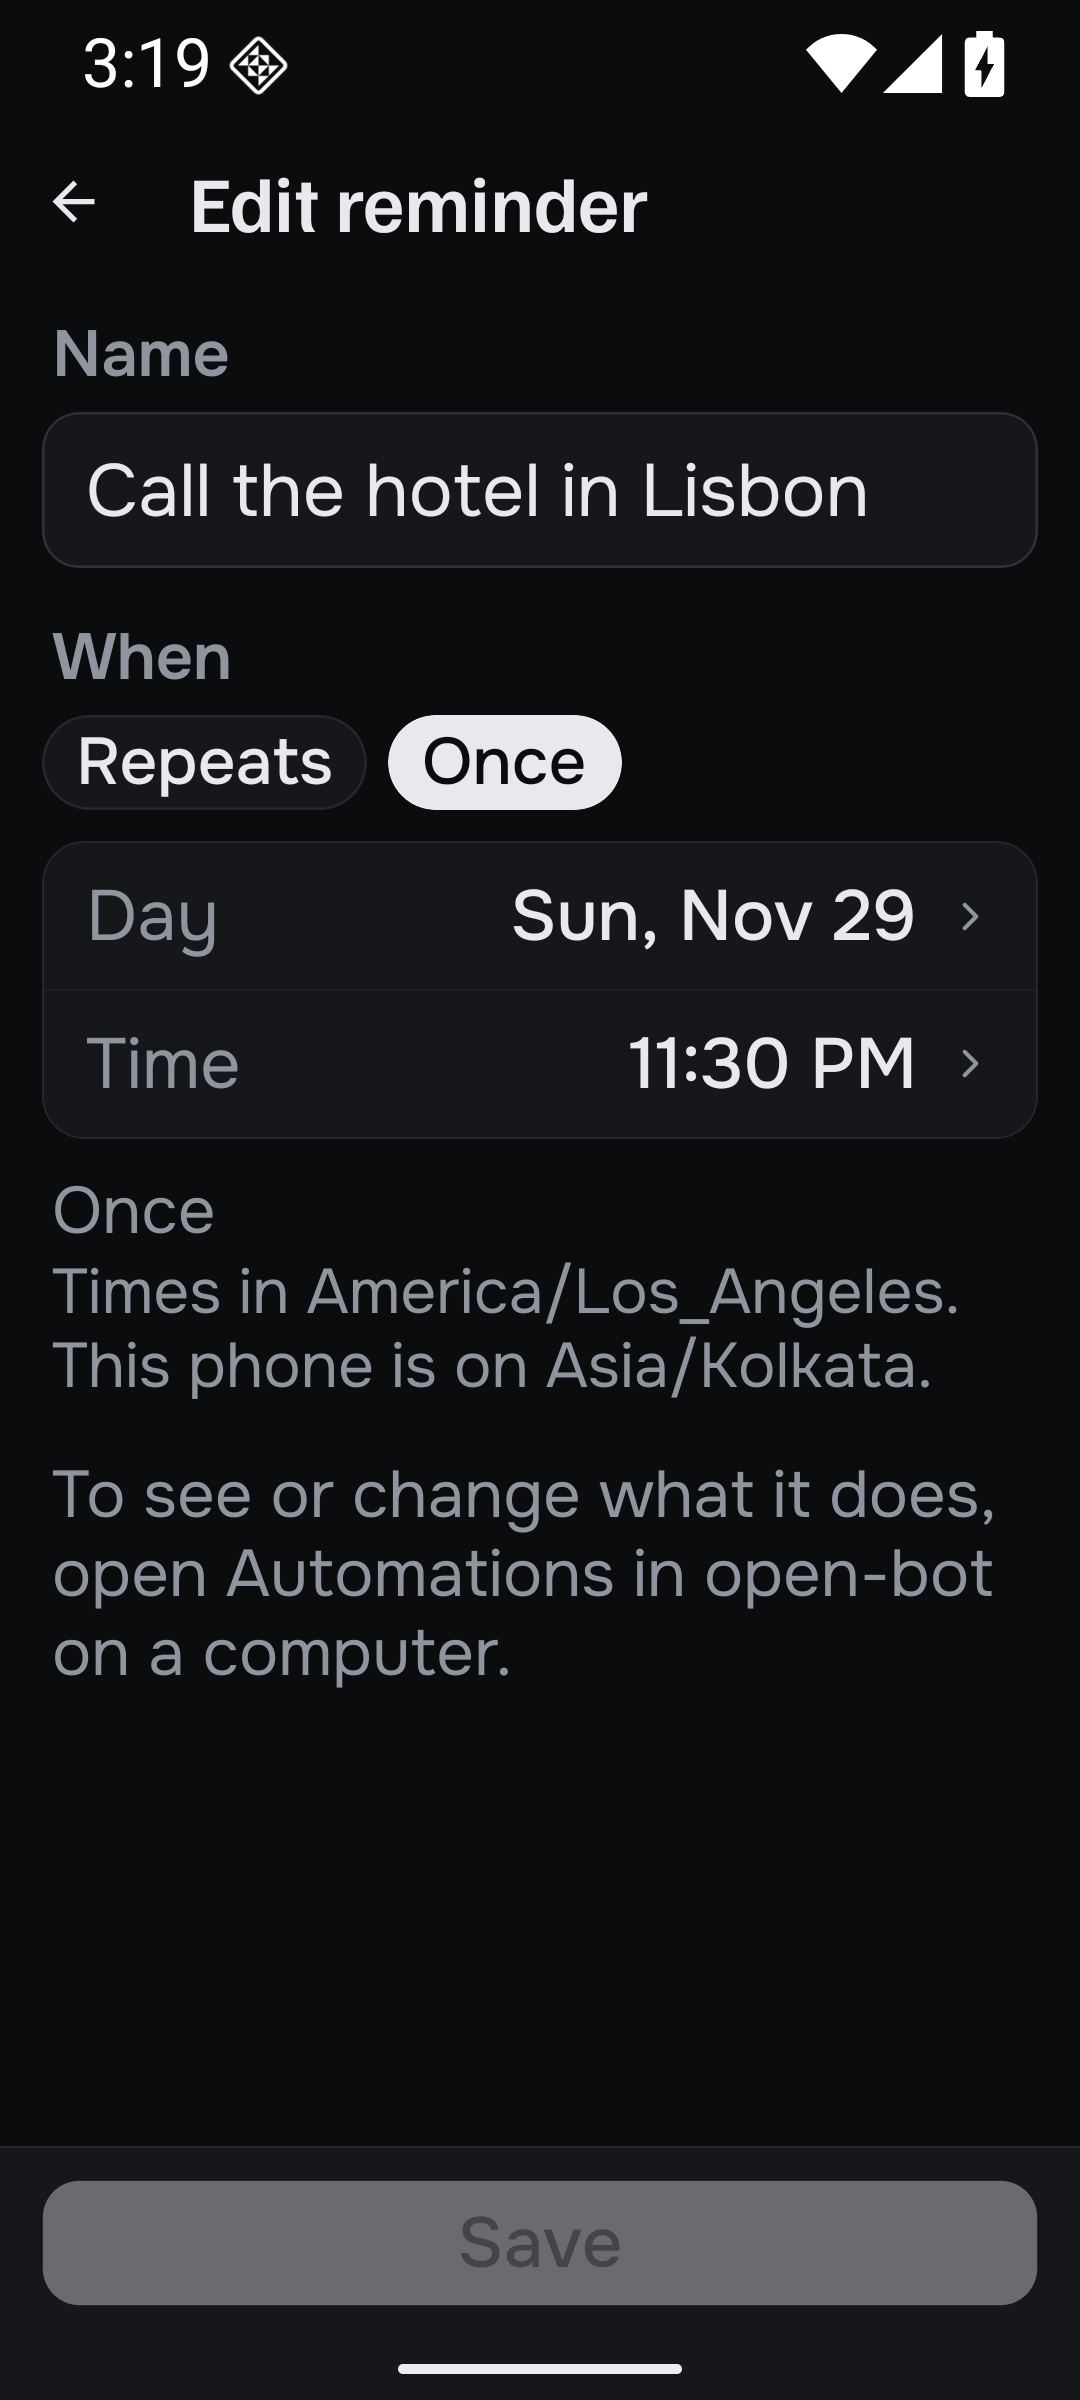 3:19
Edit reminder
Name
Call the hotel in Lisbon
When
Repeats Once
Day Sun, Nov 29
Time 11:30 PM
Once
Times in America/Los_Angeles.
This phone is on Asia/Kolkata.
To see or change what it does,
open Automations in open-bot
on a computer.
Save